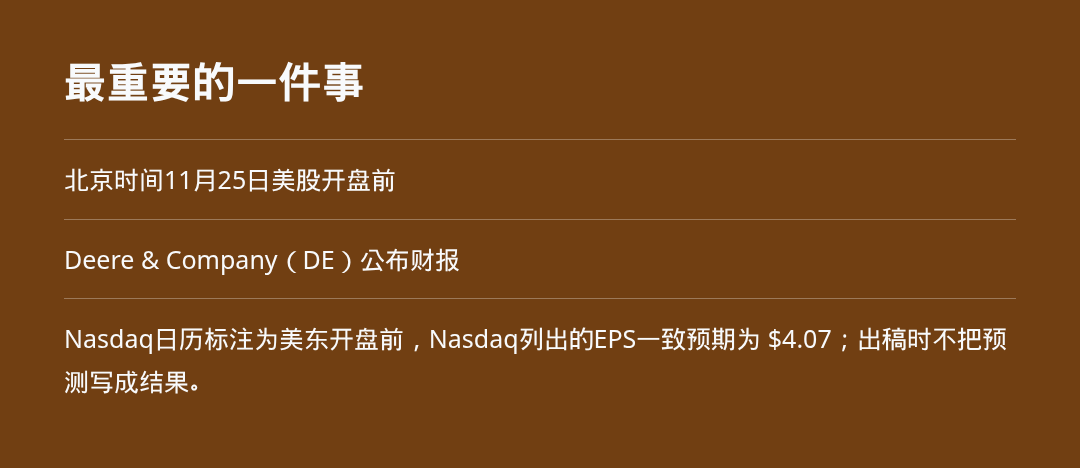 最重要的一件事
北京时间11月25日美股开盘前
Deere & Company（DE）公布财报
Nasdaq日历标注为美东开盘前，Nasdaq列出的EPS一致预期为 $4.07；出稿时不把预
测写成结果。